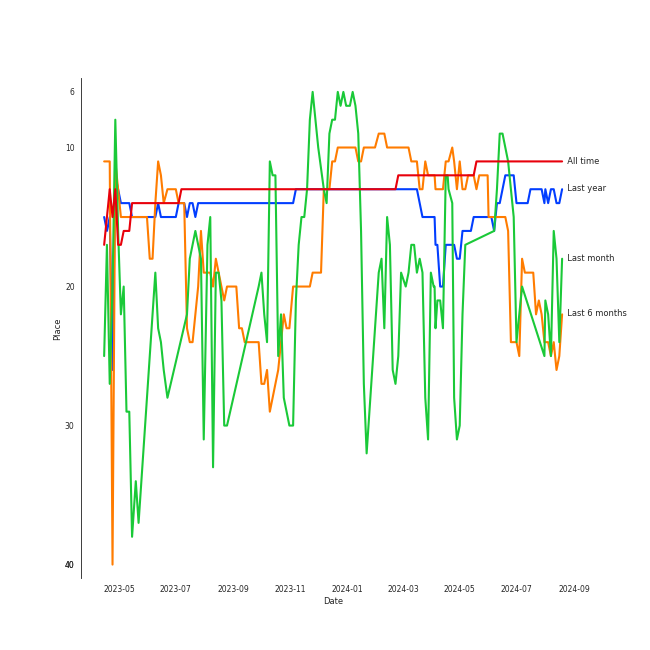 6
10
20
30
40
Place
2023-05
2023-07
2023-09
2023-11
2024-01
2024-03
2024-05
2024-07
2024-09
Date
All time
Last year
Last month
Last 6 months